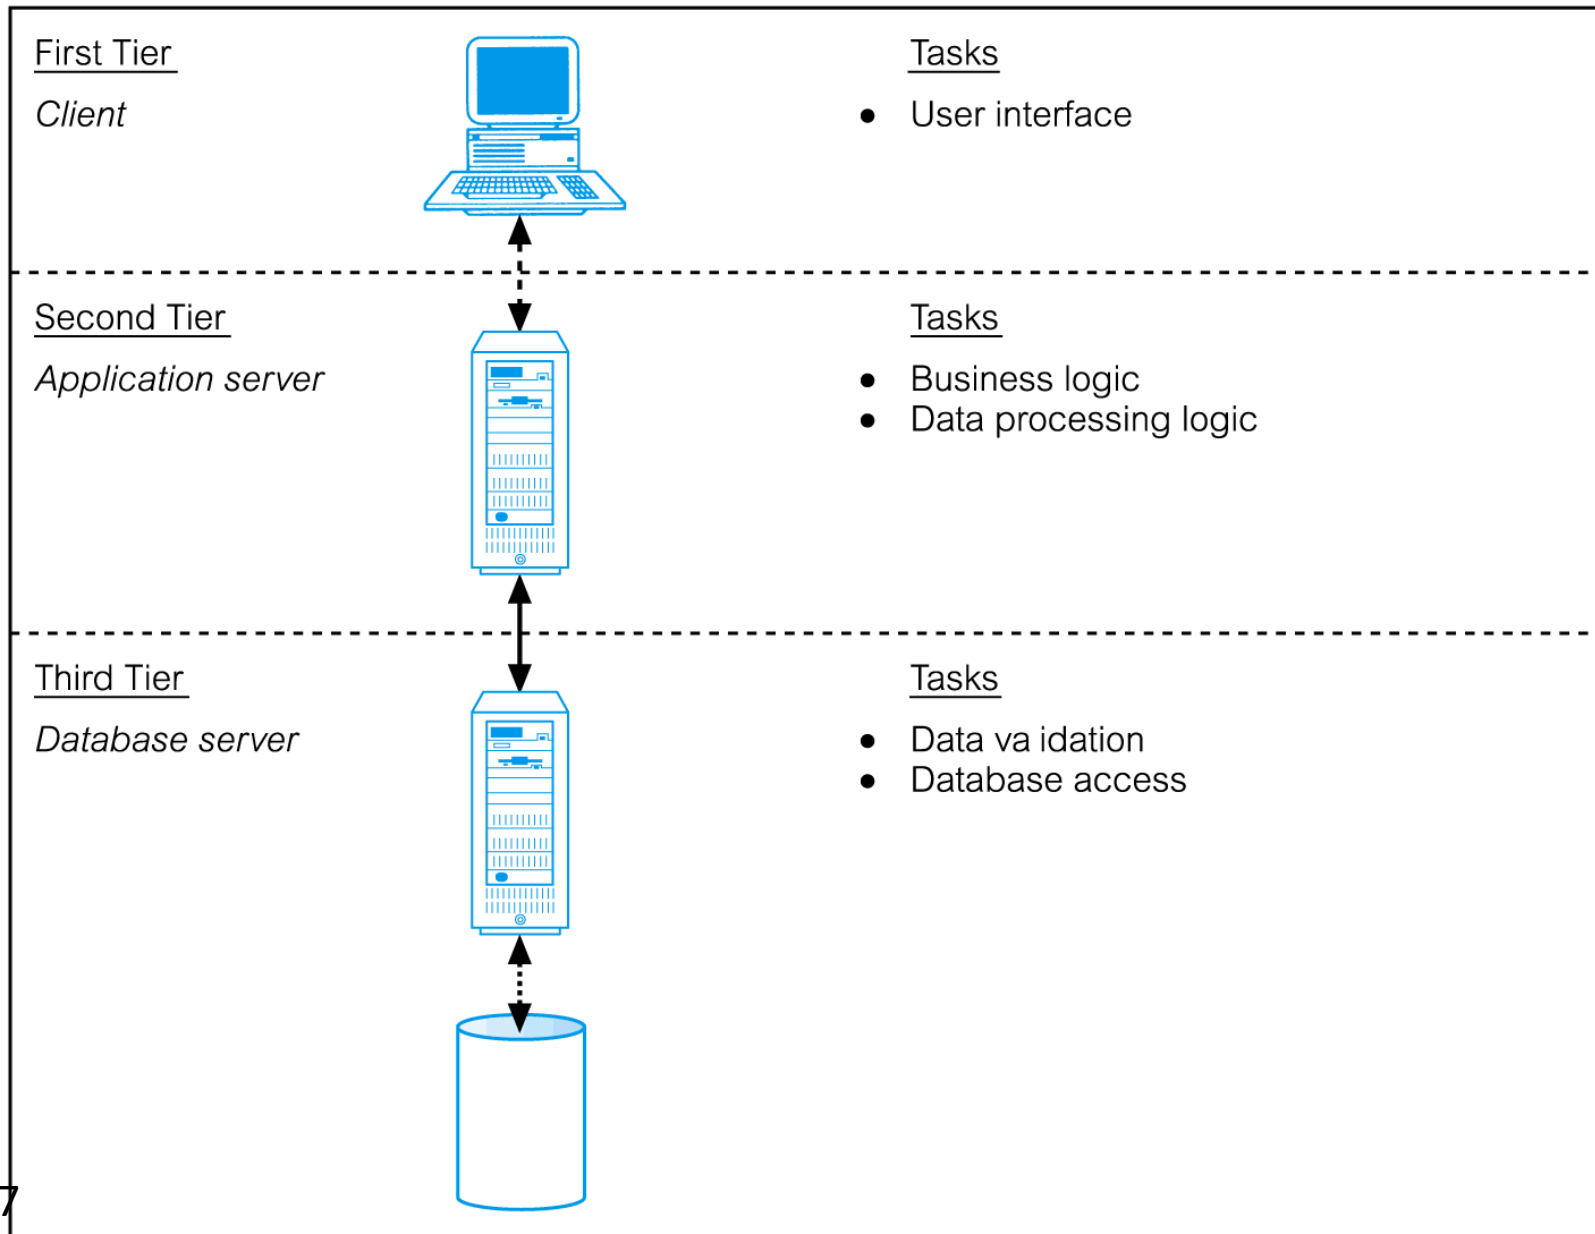 First Tier
Tasks
Client
● User interface
Second Tier
Tasks
Application server
● Business logic
● Data processing logic
Third Tier
Tasks
Database server
● Data va idation
● Database access
7